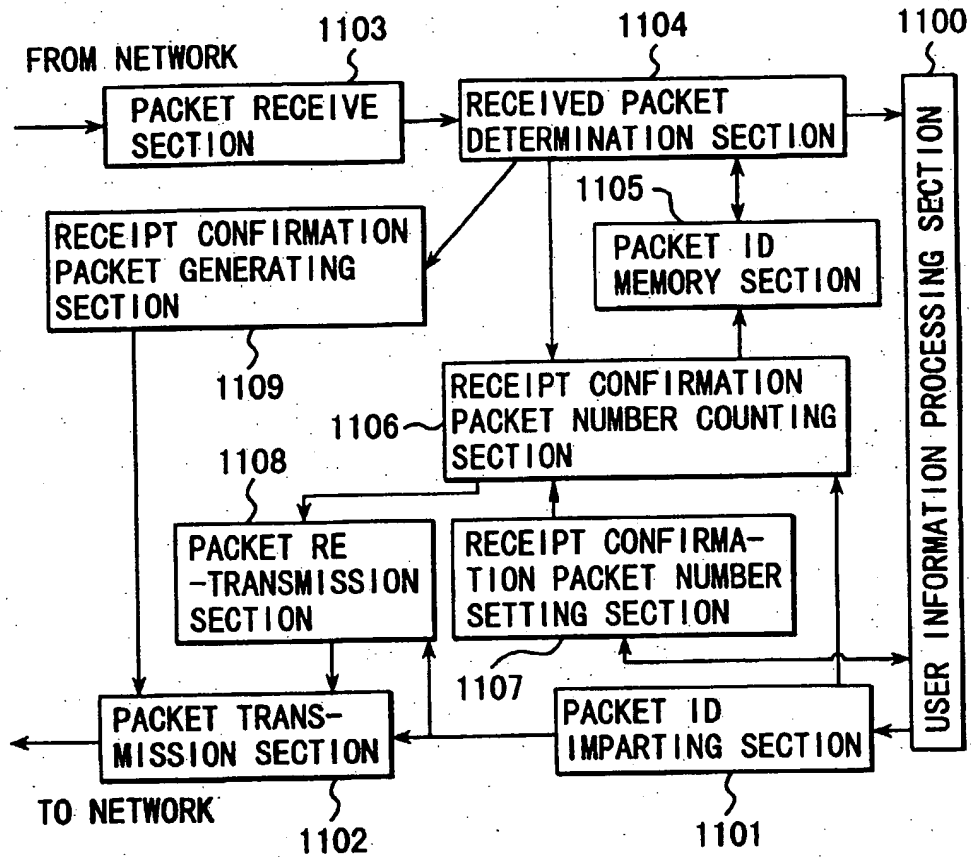 1103
1104
1100
FROM NETWORK
PACKET RECEIVE
SECTION
RECEIVED PACKET
DETERMINATION SECTION
USER INFORMATION PROCESSING SECTION
1105
RECEIPT CONFIRMATION
PACKET GENERATING
SECTION
PACKET ID
MEMORY SECTION
1109
RECEIPT CONFIRMATION
PACKET NUMBER COUNTING
SECTION
1106
1108
PACKET RE
-TRANSMISSION
SECTION
RECEIPT CONFIRMA-
TION PACKET NUMBER
SETTING SECTION
1107
PACKET TRANS-
MISSION SECTION
PACKET ID
IMPARTING SECTION
TO NETWORK
1102
1101